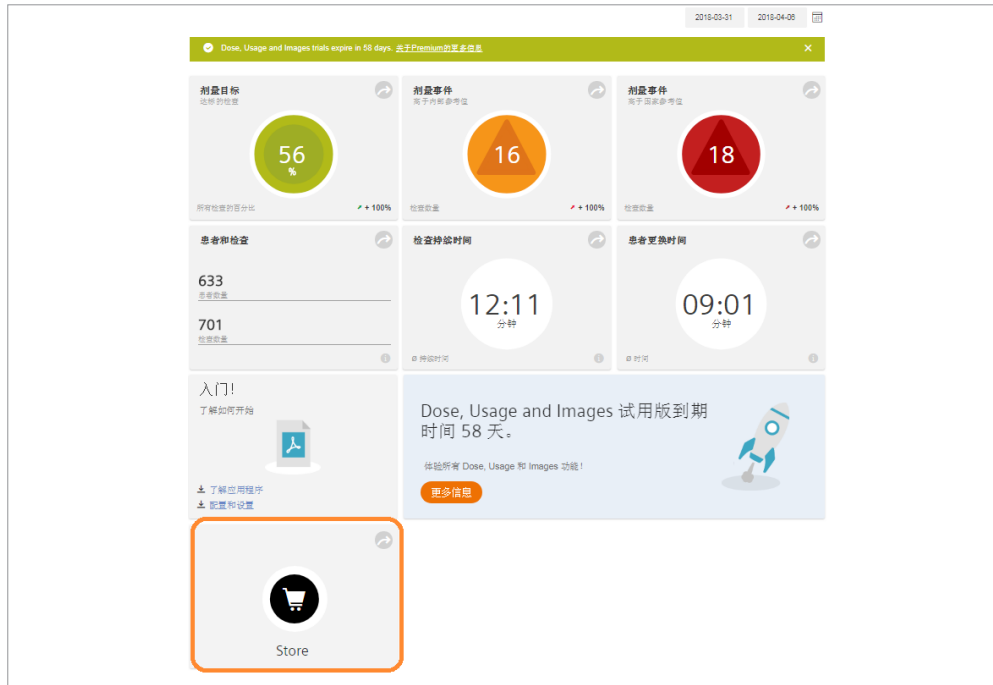 2018-03-31 2018-04-06
Dose, Usage and Images trials expire in 58 days. 关于Premium的更多信息
剂量目标
达标的检查
56
%
所有检查的百分比 + 100%
剂量事件
高于内部参考值
16
检查数量 + 100%
剂量事件
高于国家参考值
18
检查数量 + 100%
患者和检查
633
患者数量
701
检查数量
检查持续时间
12:11
分钟
Ø 持续时间
患者更换时间
09:01
分钟
Ø 时间
入门!
了解如何开始
了解应用程序
配置和设置
Dose, Usage and Images 试用版到期
时间 58 天。
体验所有 Dose, Usage 和 Images 功能!
更多信息
Store